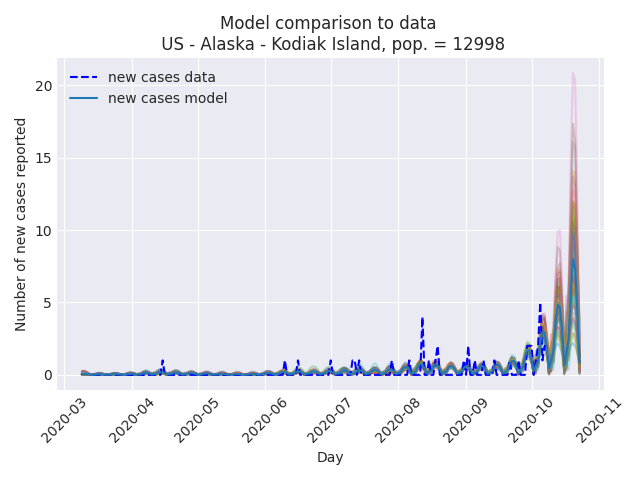 Model comparison to data
US - Alaska - Kodiak Island, pop. = 12998
new cases data
new cases model
Number of new cases reported
20
15
10
5
0
2020-03
2020-04
2020-05
2020-06
2020-07
2020-08
2020-09
2020-10
2020-11
Day